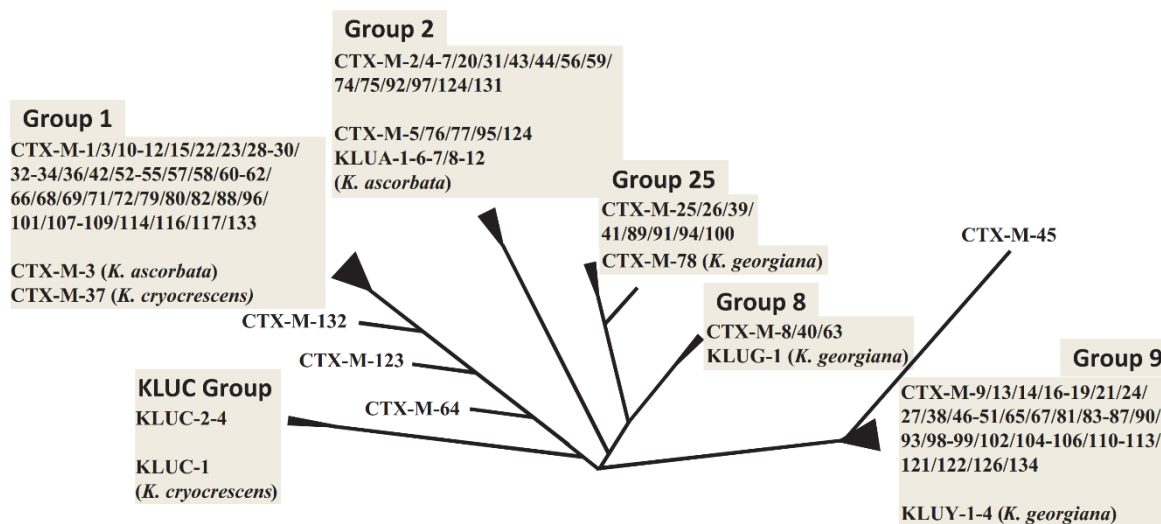 Group 1
CTX-M-1/3/10-12/15/22/23/28-30/
32-34/36/42/52-55/57/58/60-62/
66/68/69/71/72/79/80/82/88/96/
101/107-109/114/116/117/133
CTX-M-3 (K. ascorbata)
CTX-M-37 (K. cryocrescens)
Group 2
CTX-M-2/4-7/20/31/43/44/56/59/
74/75/92/97/124/131
CTX-M-5/76/77/95/124
KLUA-1-6-7/8-12
(K. ascorbata)
Group 25
CTX-M-25/26/39/
41/89/91/94/100
CTX-M-78 (K. georgiana)
CTX-M-45
Group 8
CTX-M-8/40/63
KLUG-1 (K. georgiana)
Group 9
CTX-M-9/13/14/16-19/21/24/
27/38/46-51/65/67/81/83-87/90/
93/98-99/102/104-106/110-113/
121/122/126/134
KLUY-1-4 (K. georgiana)
CTX-M-132
CTX-M-123
CTX-M-64
KLUC Group
KLUC-2-4
KLUC-1
(K. cryocrescens)